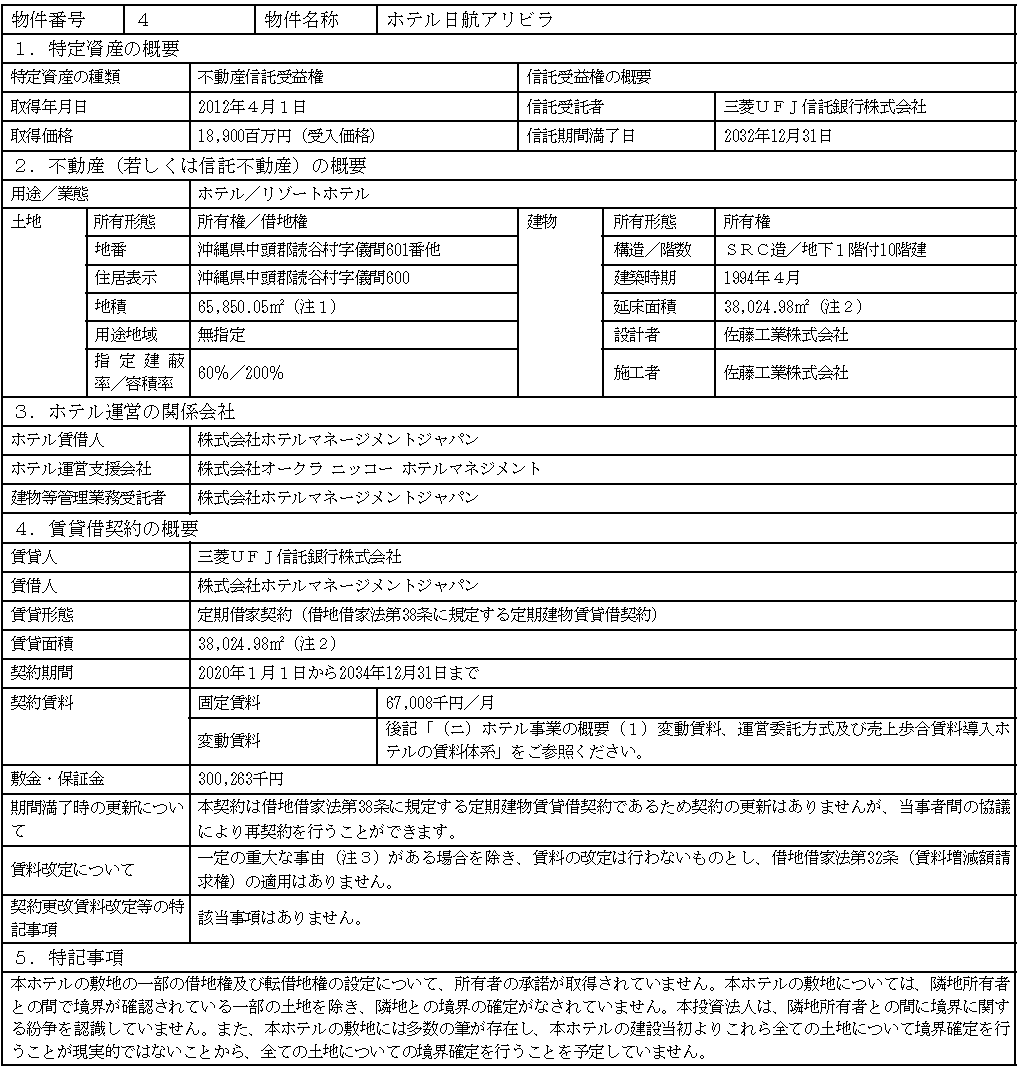 物件番号 ４ 物件名称 ホテル日航アリビラ
１．特定資産の概要
特定資産の種類 不動産信託受益権 信託受益権の概要
取得年月日 2012年４月１日 信託受託者 三菱ＵＦＪ信託銀行株式会社
取得価格 18,900百万円（受入価格） 信託期間満了日 2032年12月31日
２．不動産（若しくは信託不動産）の概要
用途／業態 ホテル／リゾートホテル
土地 所有形態 所有権／借地権 建物 所有形態 所有権
地番 沖縄県中頭郡読谷村字儀間601番他 構造／階数 ＳＲＣ造／地下１階付10階建
住居表示 沖縄県中頭郡読谷村字儀間600 建築時期 1994年４月
地積 65,850.05㎡（注１） 延床面積 38,024.98㎡（注２）
用途地域 無指定 設計者 佐藤工業株式会社
指定建蔽
率／容積率 60%／200% 施工者 佐藤工業株式会社
３．ホテル運営の関係会社
ホテル賃借人 株式会社ホテルマネージメントジャパン
ホテル運営支援会社 株式会社オークラ ニッコー ホテルマネジメント
建物等管理業務受託者 株式会社ホテルマネージメントジャパン
４．賃貸借契約の概要
賃貸人 三菱ＵＦＪ信託銀行株式会社
賃借人 株式会社ホテルマネージメントジャパン
賃貸形態 定期借家契約（借地借家法第38条に規定する定期建物賃貸借契約）
賃貸面積 38,024.98㎡（注２）
契約期間 2020年１月１日から2034年12月31日まで
契約賃料 固定賃料 67,008千円／月
変動賃料 後記「（ニ）ホテル事業の概要（１）変動賃料、運営委託方式及び売上歩合賃料導入ホ
テルの賃料体系」をご参照ください。
敷金・保証金 300,263千円
期間満了時の更新につい
て 本契約は借地借家法第38条に規定する定期建物賃貸借契約であるため契約の更新はありませんが、当事者間の協議
により再契約を行うことができます。
賃料改定について 一定の重大な事由（注３）がある場合を除き、賃料の改定は行わないものとし、借地借家法第32条（賃料増減額請
求権）の適用はありません。
契約更改賃料改定等の特
記事項 該当事項はありません。
５．特記事項
本ホテルの敷地の一部の借地権及び転借地権の設定について、所有者の承諾が取得されていません。本ホテルの敷地については、隣地所有者
との間で境界が確認されている一部の土地を除き、隣地との境界の確定がなされていません。本投資法人は、隣地所有者との間に境界に関す
る紛争を認識していません。また、本ホテルの敷地には多数の筆が存在し、本ホテルの建設当初よりこれら全ての土地について境界確定を行
うことが現実的ではないことから、全ての土地についての境界確定を行うことを予定していません。